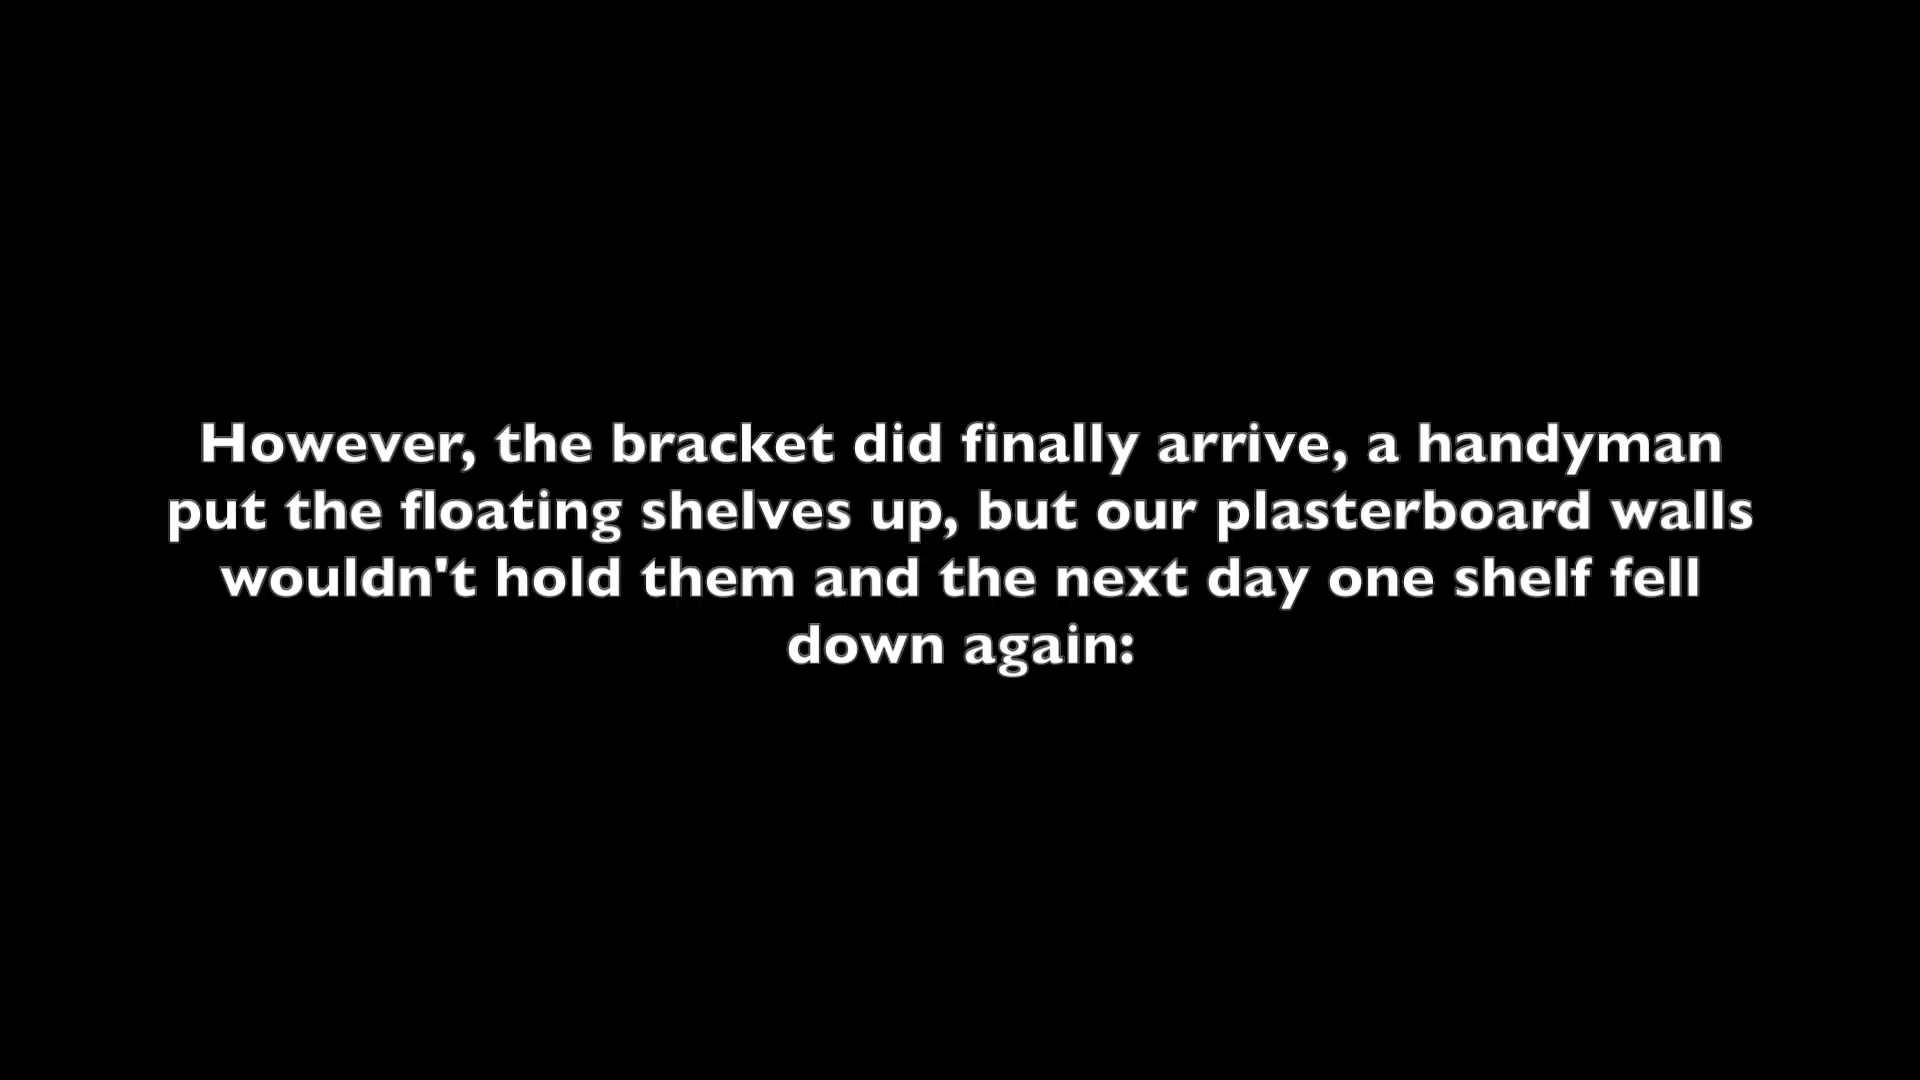 However, the bracket did finally arrive, a handyman
put the floating shelves up, but our plasterboard walls
wouldn't hold them and the next day one shelf fell
down again: